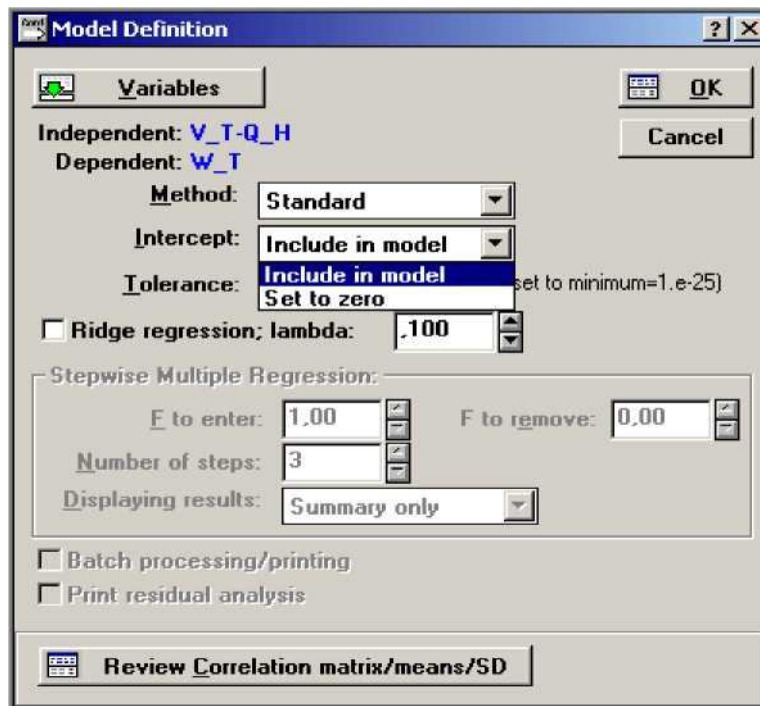 Model Definition
Variables
OK
Independent: V_T-Q_H
Cancel
Dependent: W_T
Method: Standard
Intercept: Include in model
Include in model
Tolerance: set to minimum=1.e-25)
Set to zero
Ridge regression; lambda: ,100
Stepwise Multiple Regression:
F to enter: 1,00 F to remove: 0,00
Number of steps: 3
Displaying results: Summary only
Batch processing/printing
Print residual analysis
Review Correlation matrix/means/SD